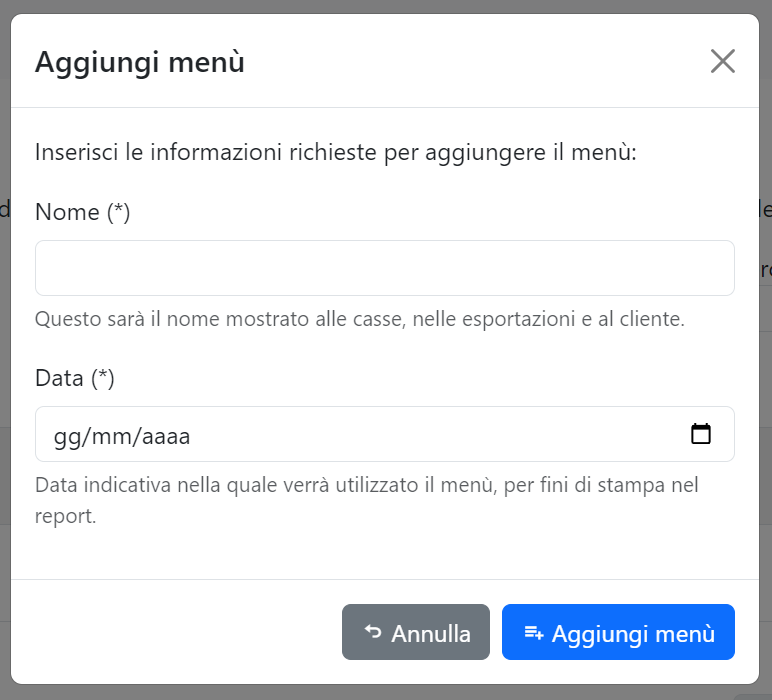 Aggiungi menù
Inserisci le informazioni richieste per aggiungere il menù:
Nome (*)
Questo sarà il nome mostrato alle casse, nelle esportazioni e al cliente.
Data (*)
gg/mm/aaaa
Data indicativa nella quale verrà utilizzato il menù, per fini di stampa nel
report.
Annulla
Aggiungi menù